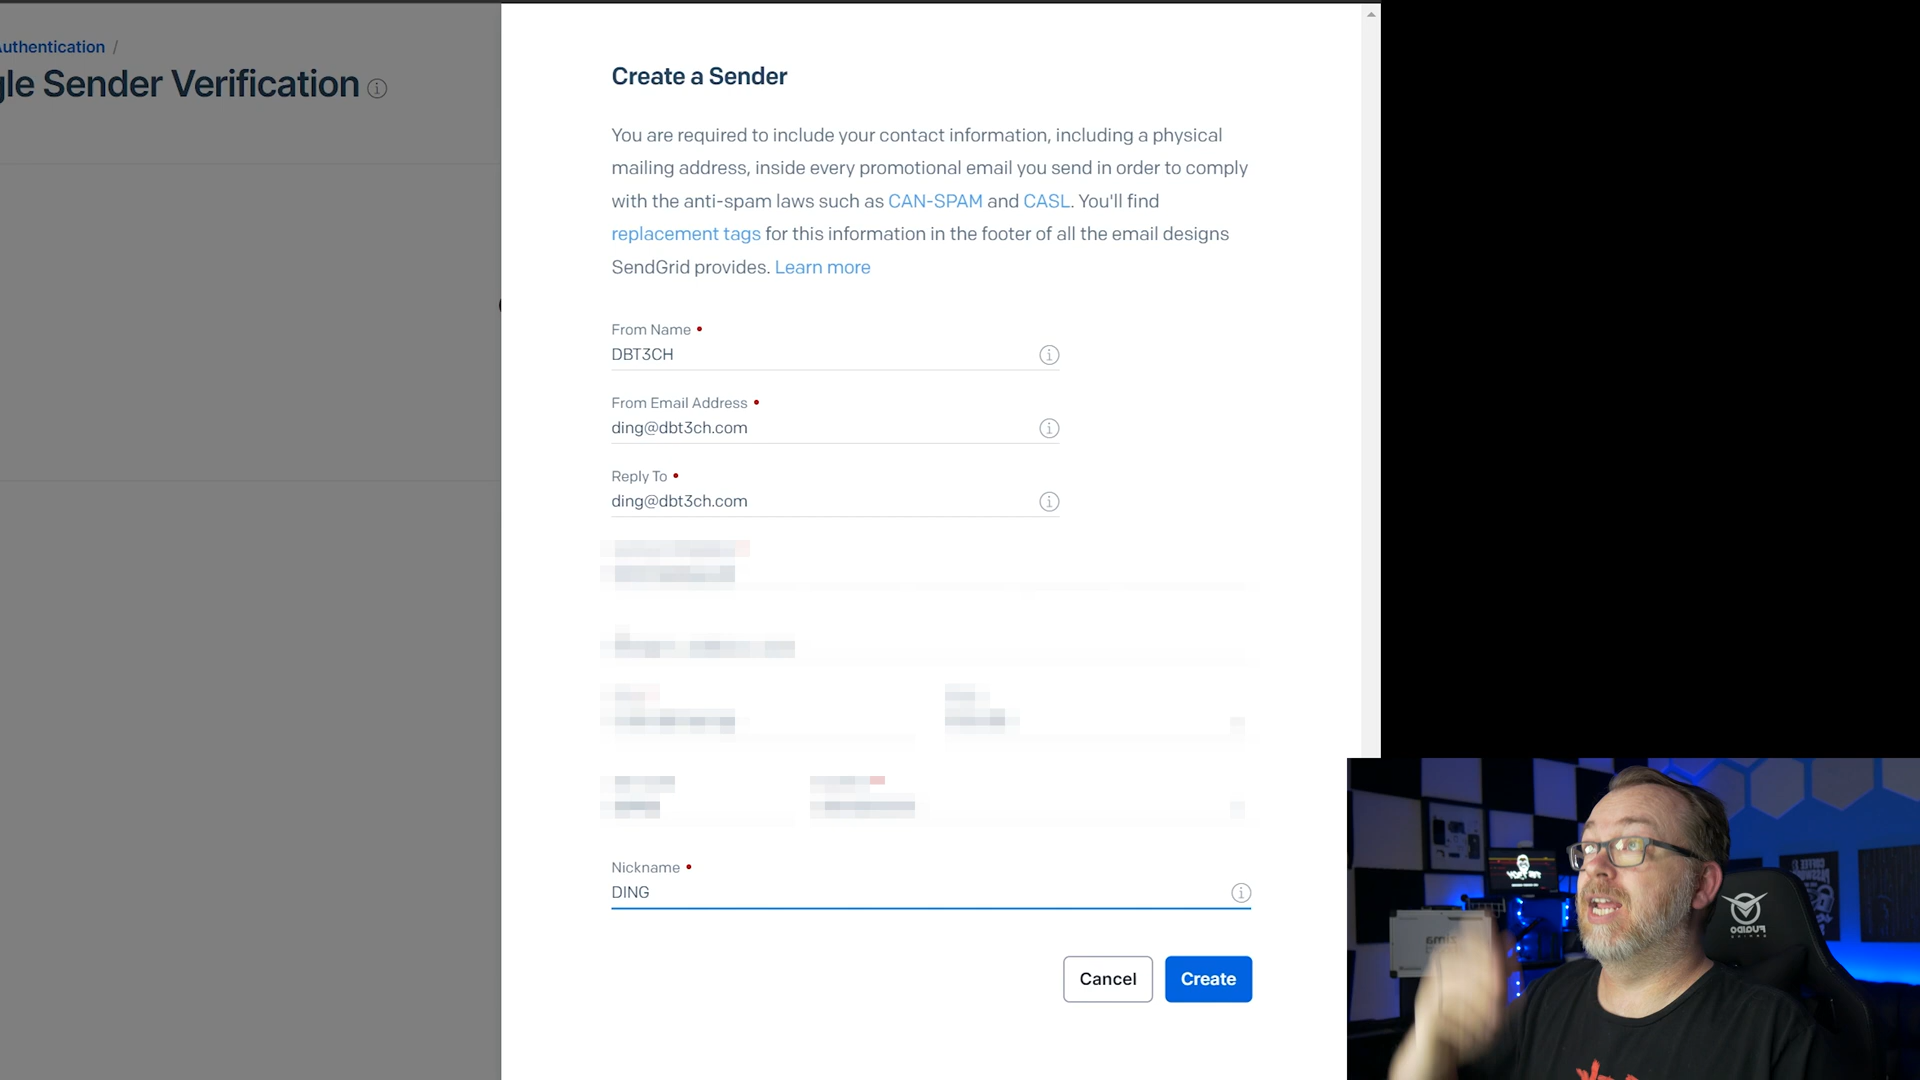 uthentication /
gle Sender Verification
Create a Sender
You are required to include your contact information, including a physical
mailing address, inside every promotional email you send in order to comply
with the anti-spam laws such as CAN-SPAM and CASL. You'll find
replacement tags for this information in the footer of all the email designs
SendGrid provides. Learn more
From Name
DBT3CH
From Email Address
ding@dbt3ch.com
Reply To
ding@dbt3ch.com
Nickname
DING
Cancel
Create